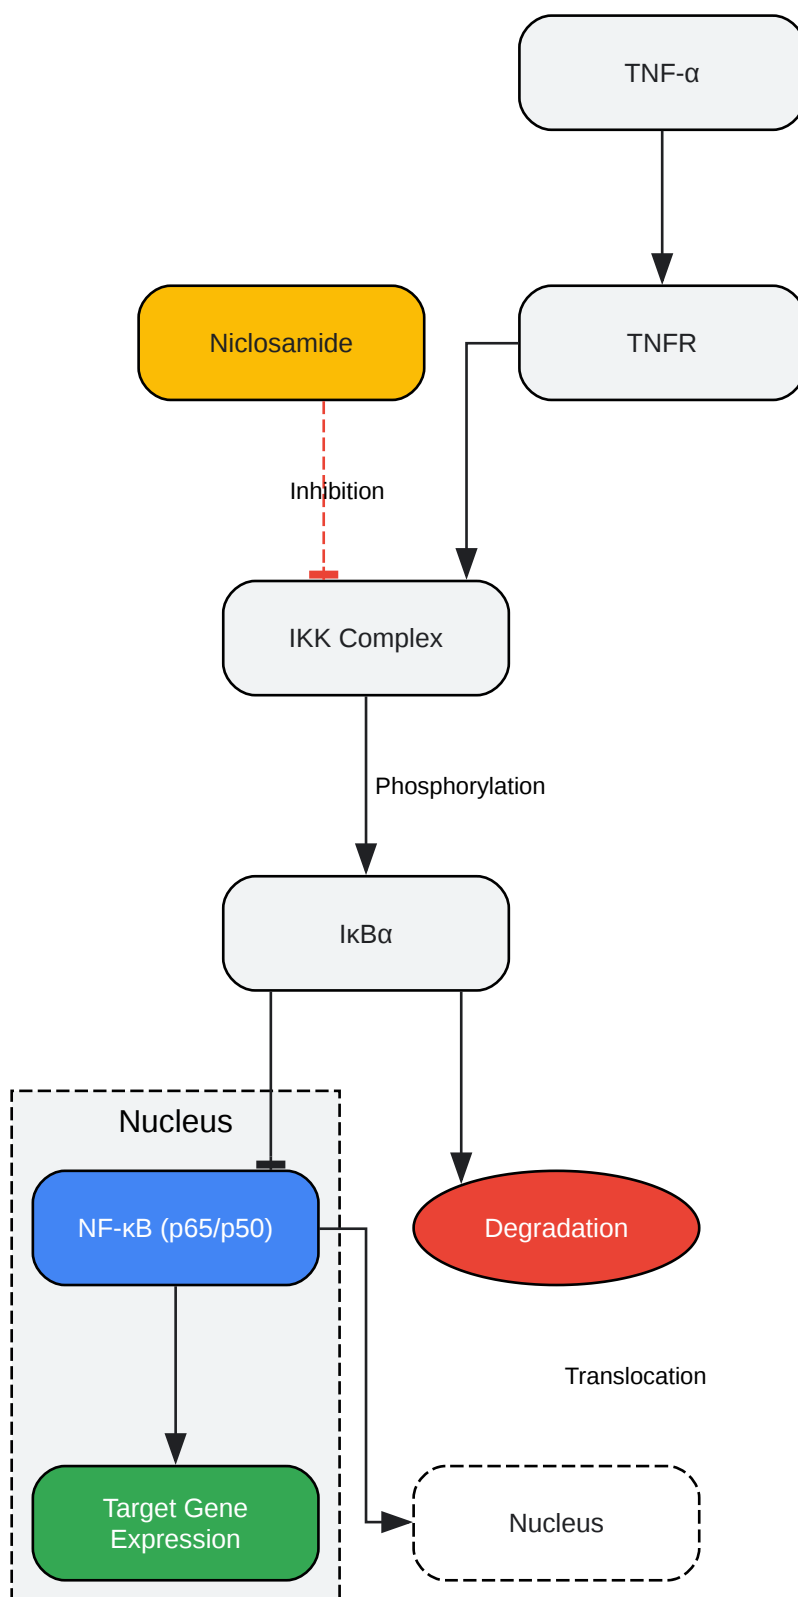 TNF-α
Niclosamide
TNFR
Inhibition
IKK Complex
Phosphorylation
IκBα
Nucleus
NF-κB (p65/p50)
Degradation
Translocation
Target Gene
Expression
Nucleus